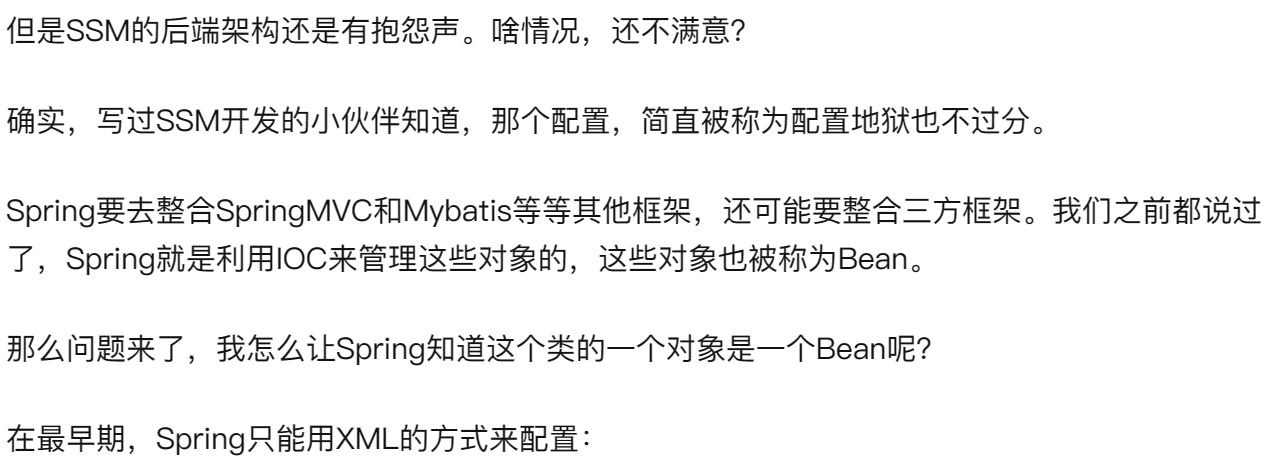 但是SSM的后端架构还是有抱怨声。啥情况，还不满意？
确实，写过SSM开发的小伙伴知道，那个配置，简直被称为配置地狱也不过分。
Spring要去整合SpringMVC和Mybatis等等其他框架，还可能要整合三方框架。我们之前都说过
了，Spring就是利用IOC来管理这些对象的，这些对象也被称为Bean。
那么问题来了，我怎么让Spring知道这个类的一个对象是一个Bean呢？
在最早期，Spring只能用XML的方式来配置：